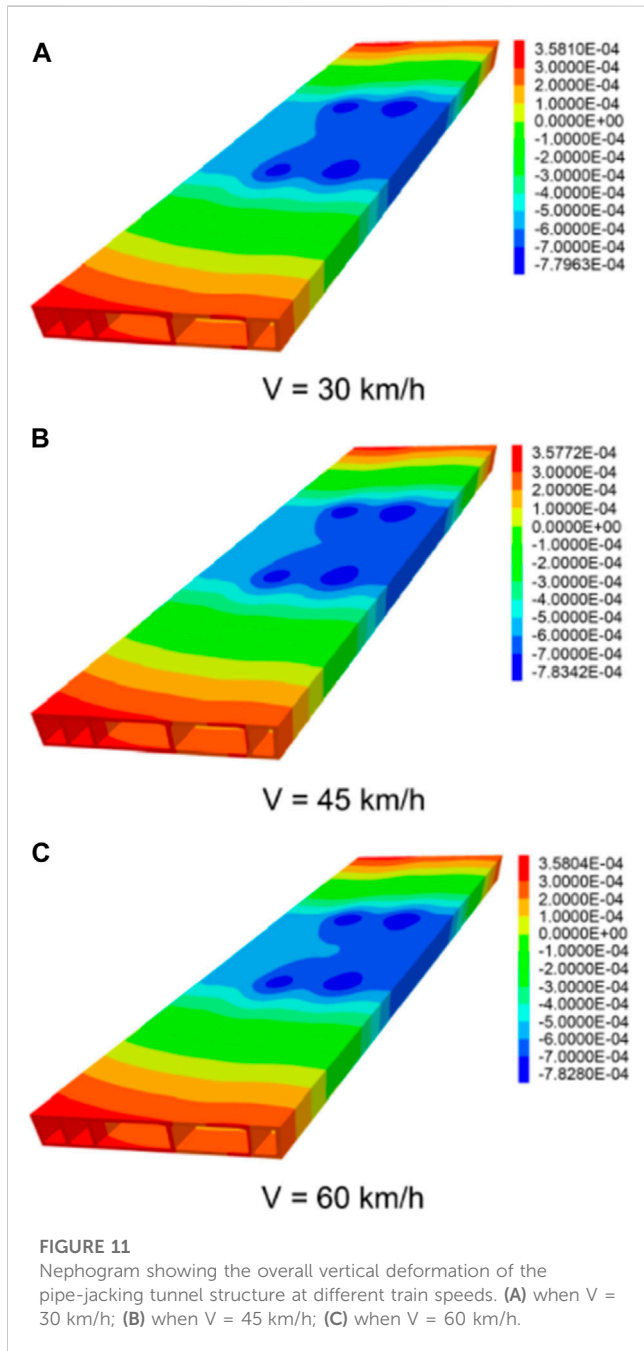 A
3.5810E-04
3.0000E-04
2.0000E-04
1.0000E-04
0.0000E+00
-1.0000E-04
-2.0000E-04
-3.0000E-04
-4.0000E-04
-5.0000E-04
-6.0000E-04
-7.0000E-04
-7.7963E-04
V = 30 km/h
B
3.5772E-04
3.0000E-04
2.0000E-04
1.0000E-04
0.0000E+00
-1.0000E-04
-2.0000E-04
-3.0000E-04
-4.0000E-04
-5.0000E-04
-6.0000E-04
-7.0000E-04
-7.8342E-04
V = 45 km/h
C
3.5804E-04
3.0000E-04
2.0000E-04
1.0000E-04
0.0000E+00
-1.0000E-04
-2.0000E-04
-3.0000E-04
-4.0000E-04
-5.0000E-04
-6.0000E-04
-7.0000E-04
-7.8280E-04
V = 60 km/h
FIGURE 11
Nephogram showing the overall vertical deformation of the
pipe-jacking tunnel structure at different train speeds. (A) when V =
30 km/h; (B) when V = 45 km/h; (C) when V = 60 km/h.